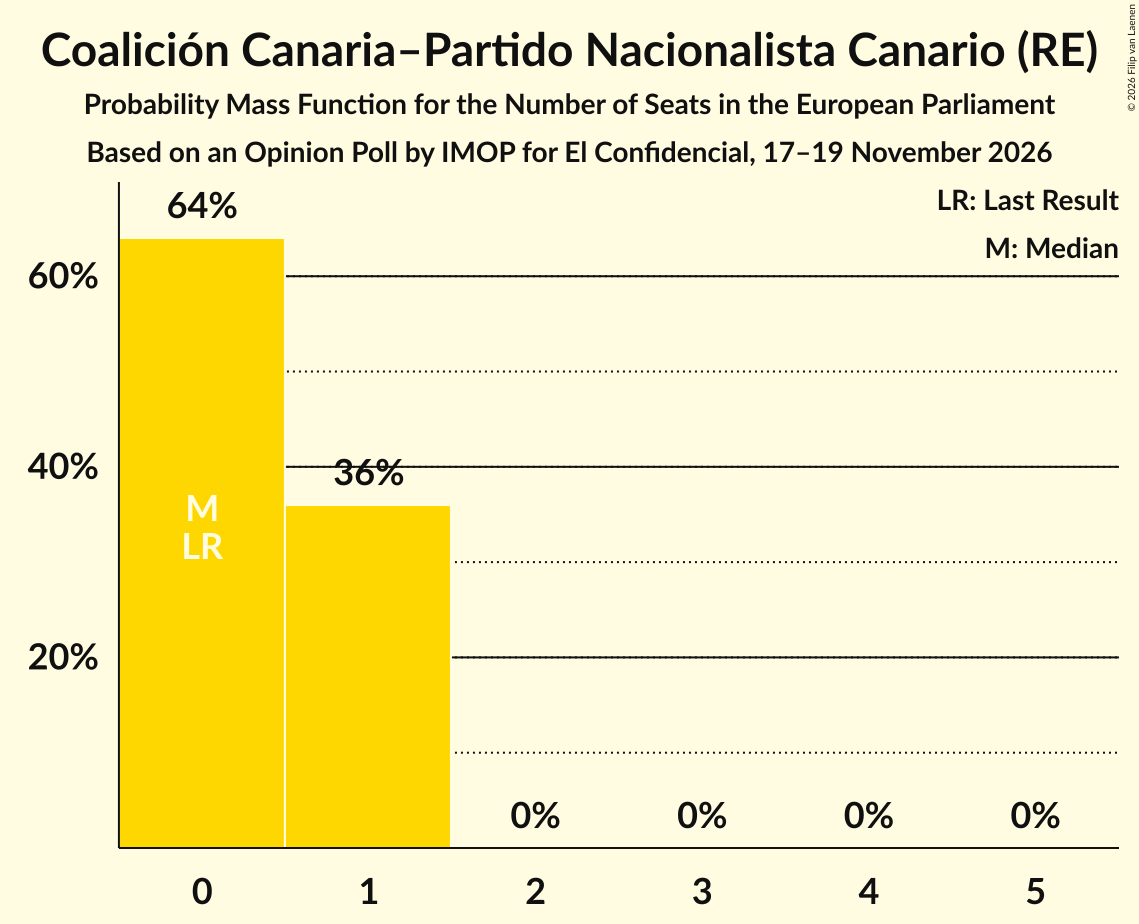 Coalición Canaria–Partido Nacionalista Canario (RE)
Probability Mass Function for the Number of Seats in the European Parliament
Based on an Opinion Poll by IMOP for El Confidencial, 17–19 November 2026
© 2026 Filip van Laenen
LR: Last Result
M: Median
64%
60%
40%
36%
20%
M
LR
0% 0% 0% 0%
0 1 2 3 4 5